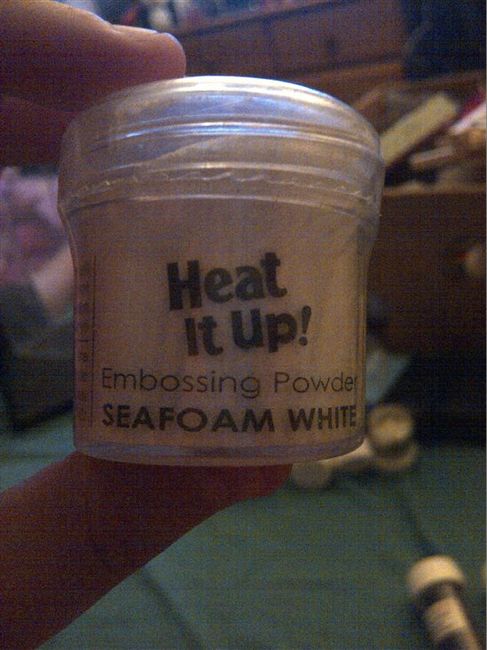 Heat
It Up!
Embossing Powder
SEAFOAM WHITE